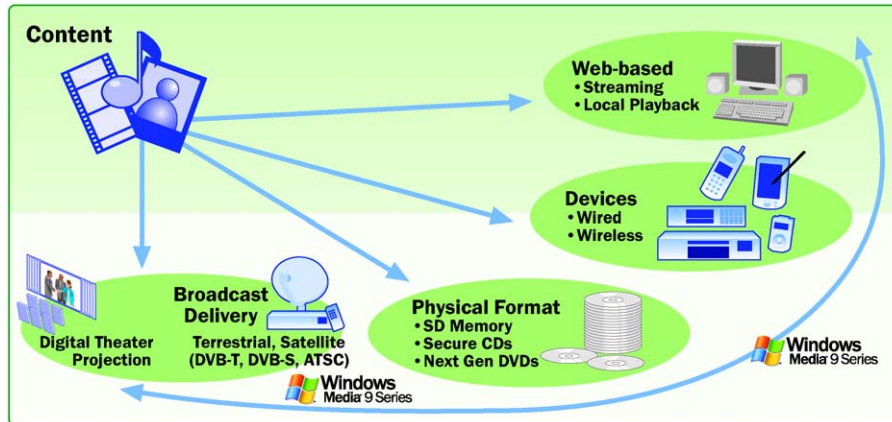 Content
Web-based
• Streaming
• Local Playback
Devices
• Wired
• Wireless
Physical Format
• SD Memory
• Secure CDs
• Next Gen DVDs
Broadcast
Delivery
Terrestrial, Satellite
(DVB-T, DVB-S, ATSC)
Digital Theater
Projection
Windows
Media 9 Series
Windows
Media 9 Series